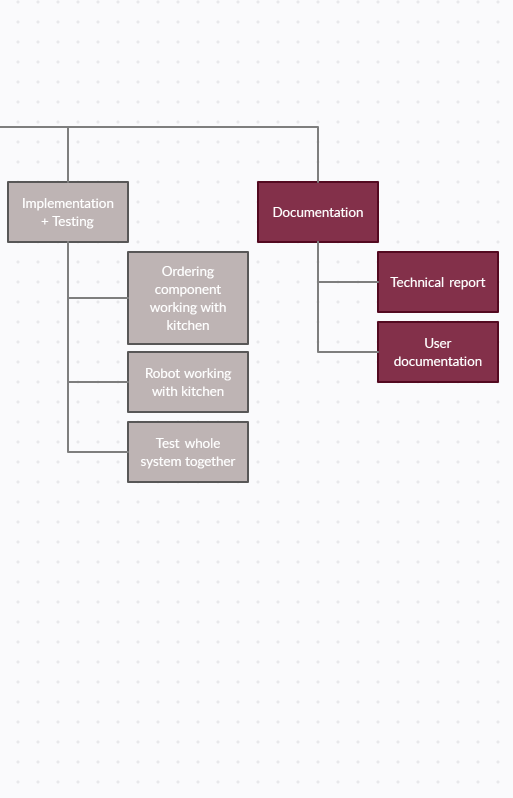 Implementation
+ Testing
Ordering
component
working with
kitchen
Robot working
with kitchen
Test whole
system together
Documentation
Technical report
User
documentation